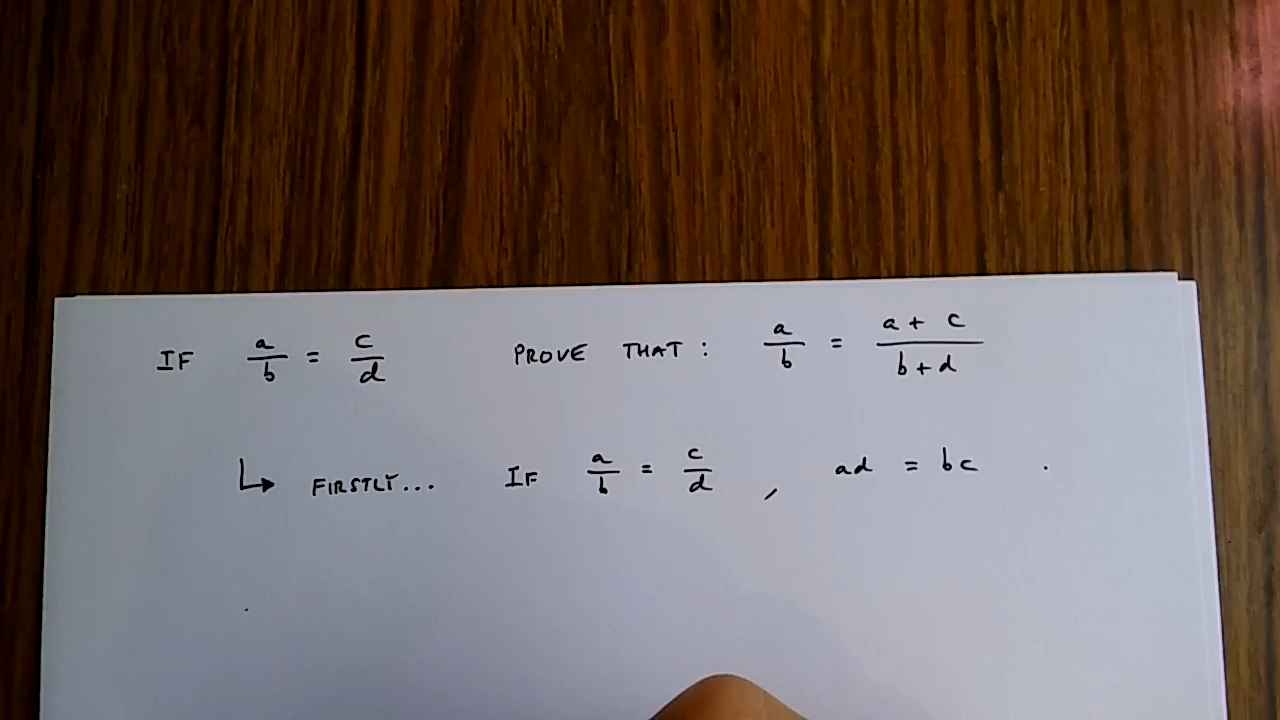 IF a/b = c/d PROVE THAT: a/b = a+c/b+d
↳ FIRSTLY... IF a/b = c/d, ad = bc.